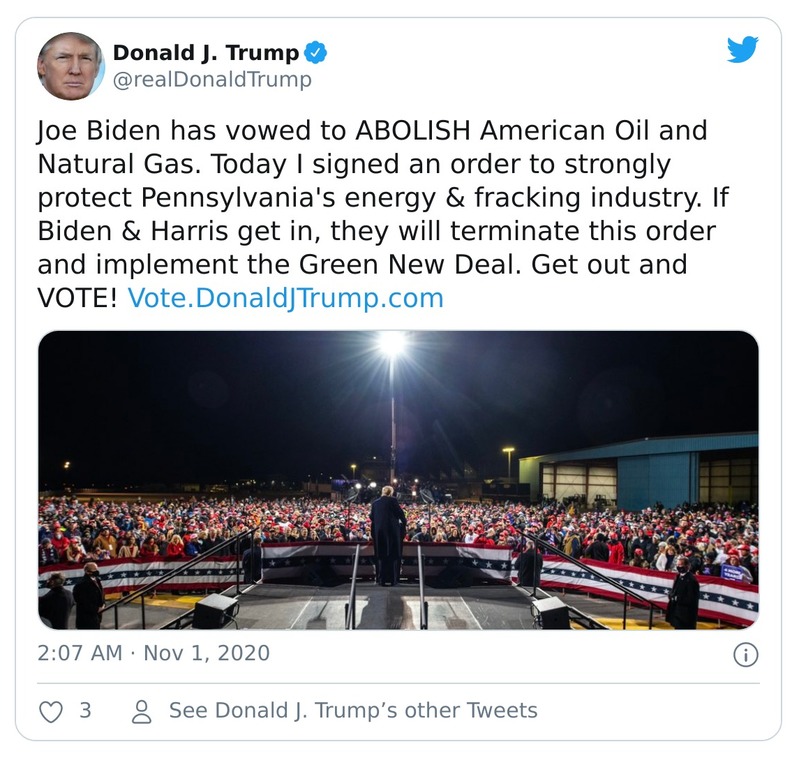 Donald J. Trump
@realDonaldTrump
Joe Biden has vowed to ABOLISH American Oil and
Natural Gas. Today I signed an order to strongly
protect Pennsylvania's energy & fracking industry. If
Biden & Harris get in, they will terminate this order
and implement the Green New Deal. Get out and
VOTE! Vote.DonaldJTrump.com
2:07 AM · Nov 1, 2020
3
See Donald J. Trump’s other Tweets